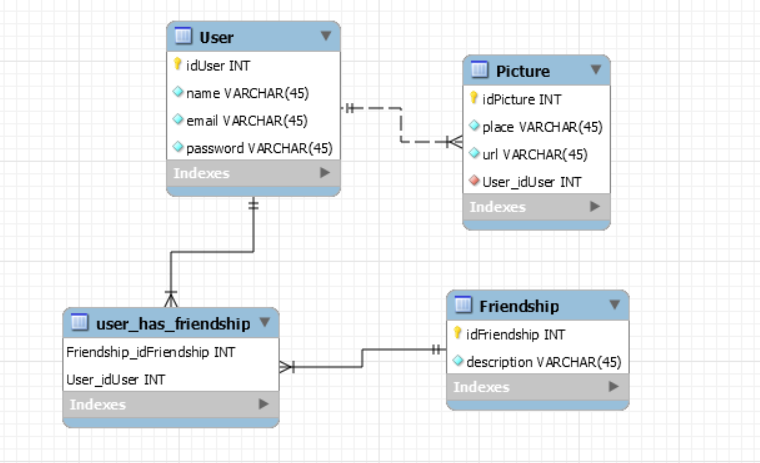 User
idUser INT
name VARCHAR(45)
email VARCHAR(45)
password VARCHAR(45)
Indexes
Picture
idPicture INT
place VARCHAR(45)
url VARCHAR(45)
User_idUser INT
Indexes
user_has_friendship
Friendship_idFriendship INT
User_idUser INT
Indexes
Friendship
idFriendship INT
description VARCHAR(45)
Indexes